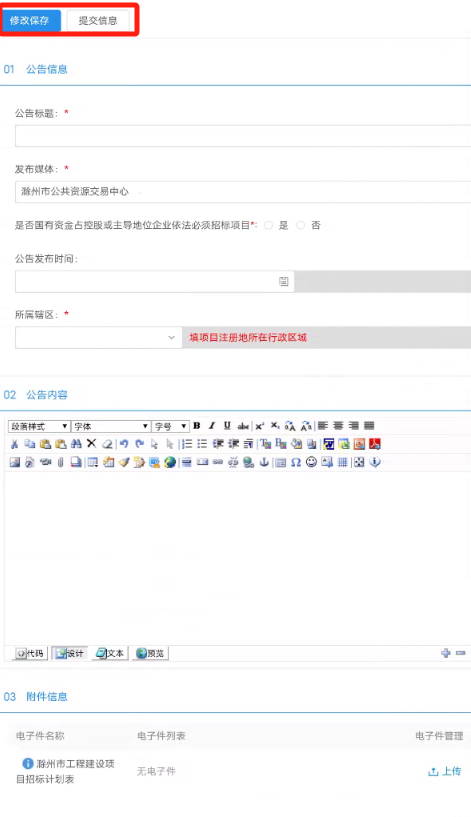 修改保存 提交信息
01 公告信息
公告标题： *
发布媒体： *
滁州市公共资源交易中心
是否国有资金占控股或主导地位企业依法必须招标项目*: 是 否
公告发布时间:
所属辖区： *
填项目注册地所在行政区域
02 公告内容
段落样式 字体 字号 B I U abc x² x₂
代码 设计 文本 预览
03 附件信息
电子件名称 电子件列表 电子件管理
滁州市工程建设项
目招标计划表
无电子件
上传